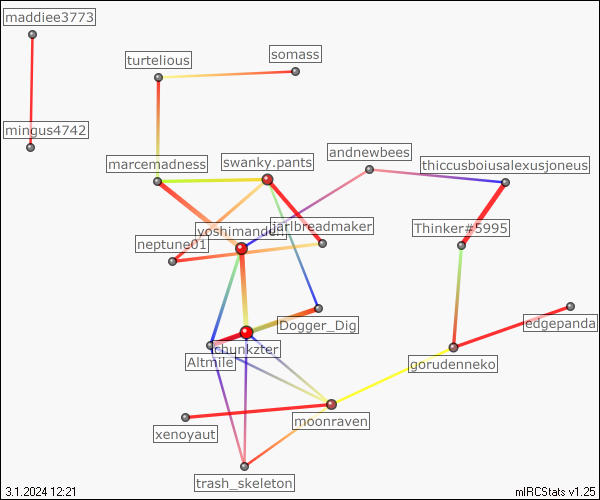 maddiee3773
turtelious
somass
mingus4742
marcemadness
swanky.pants
andnewbees
thiccusboiusalexusjoneus
neptune01
jarlbreadmaker
Thinker#5995
Dogger_Dig
edgepanda
Altmile
chunkzter
gorudenneko
moonraven
xenoyaut
trash_skeleton
3.1.2024 12:21
mIRCStats v1.25